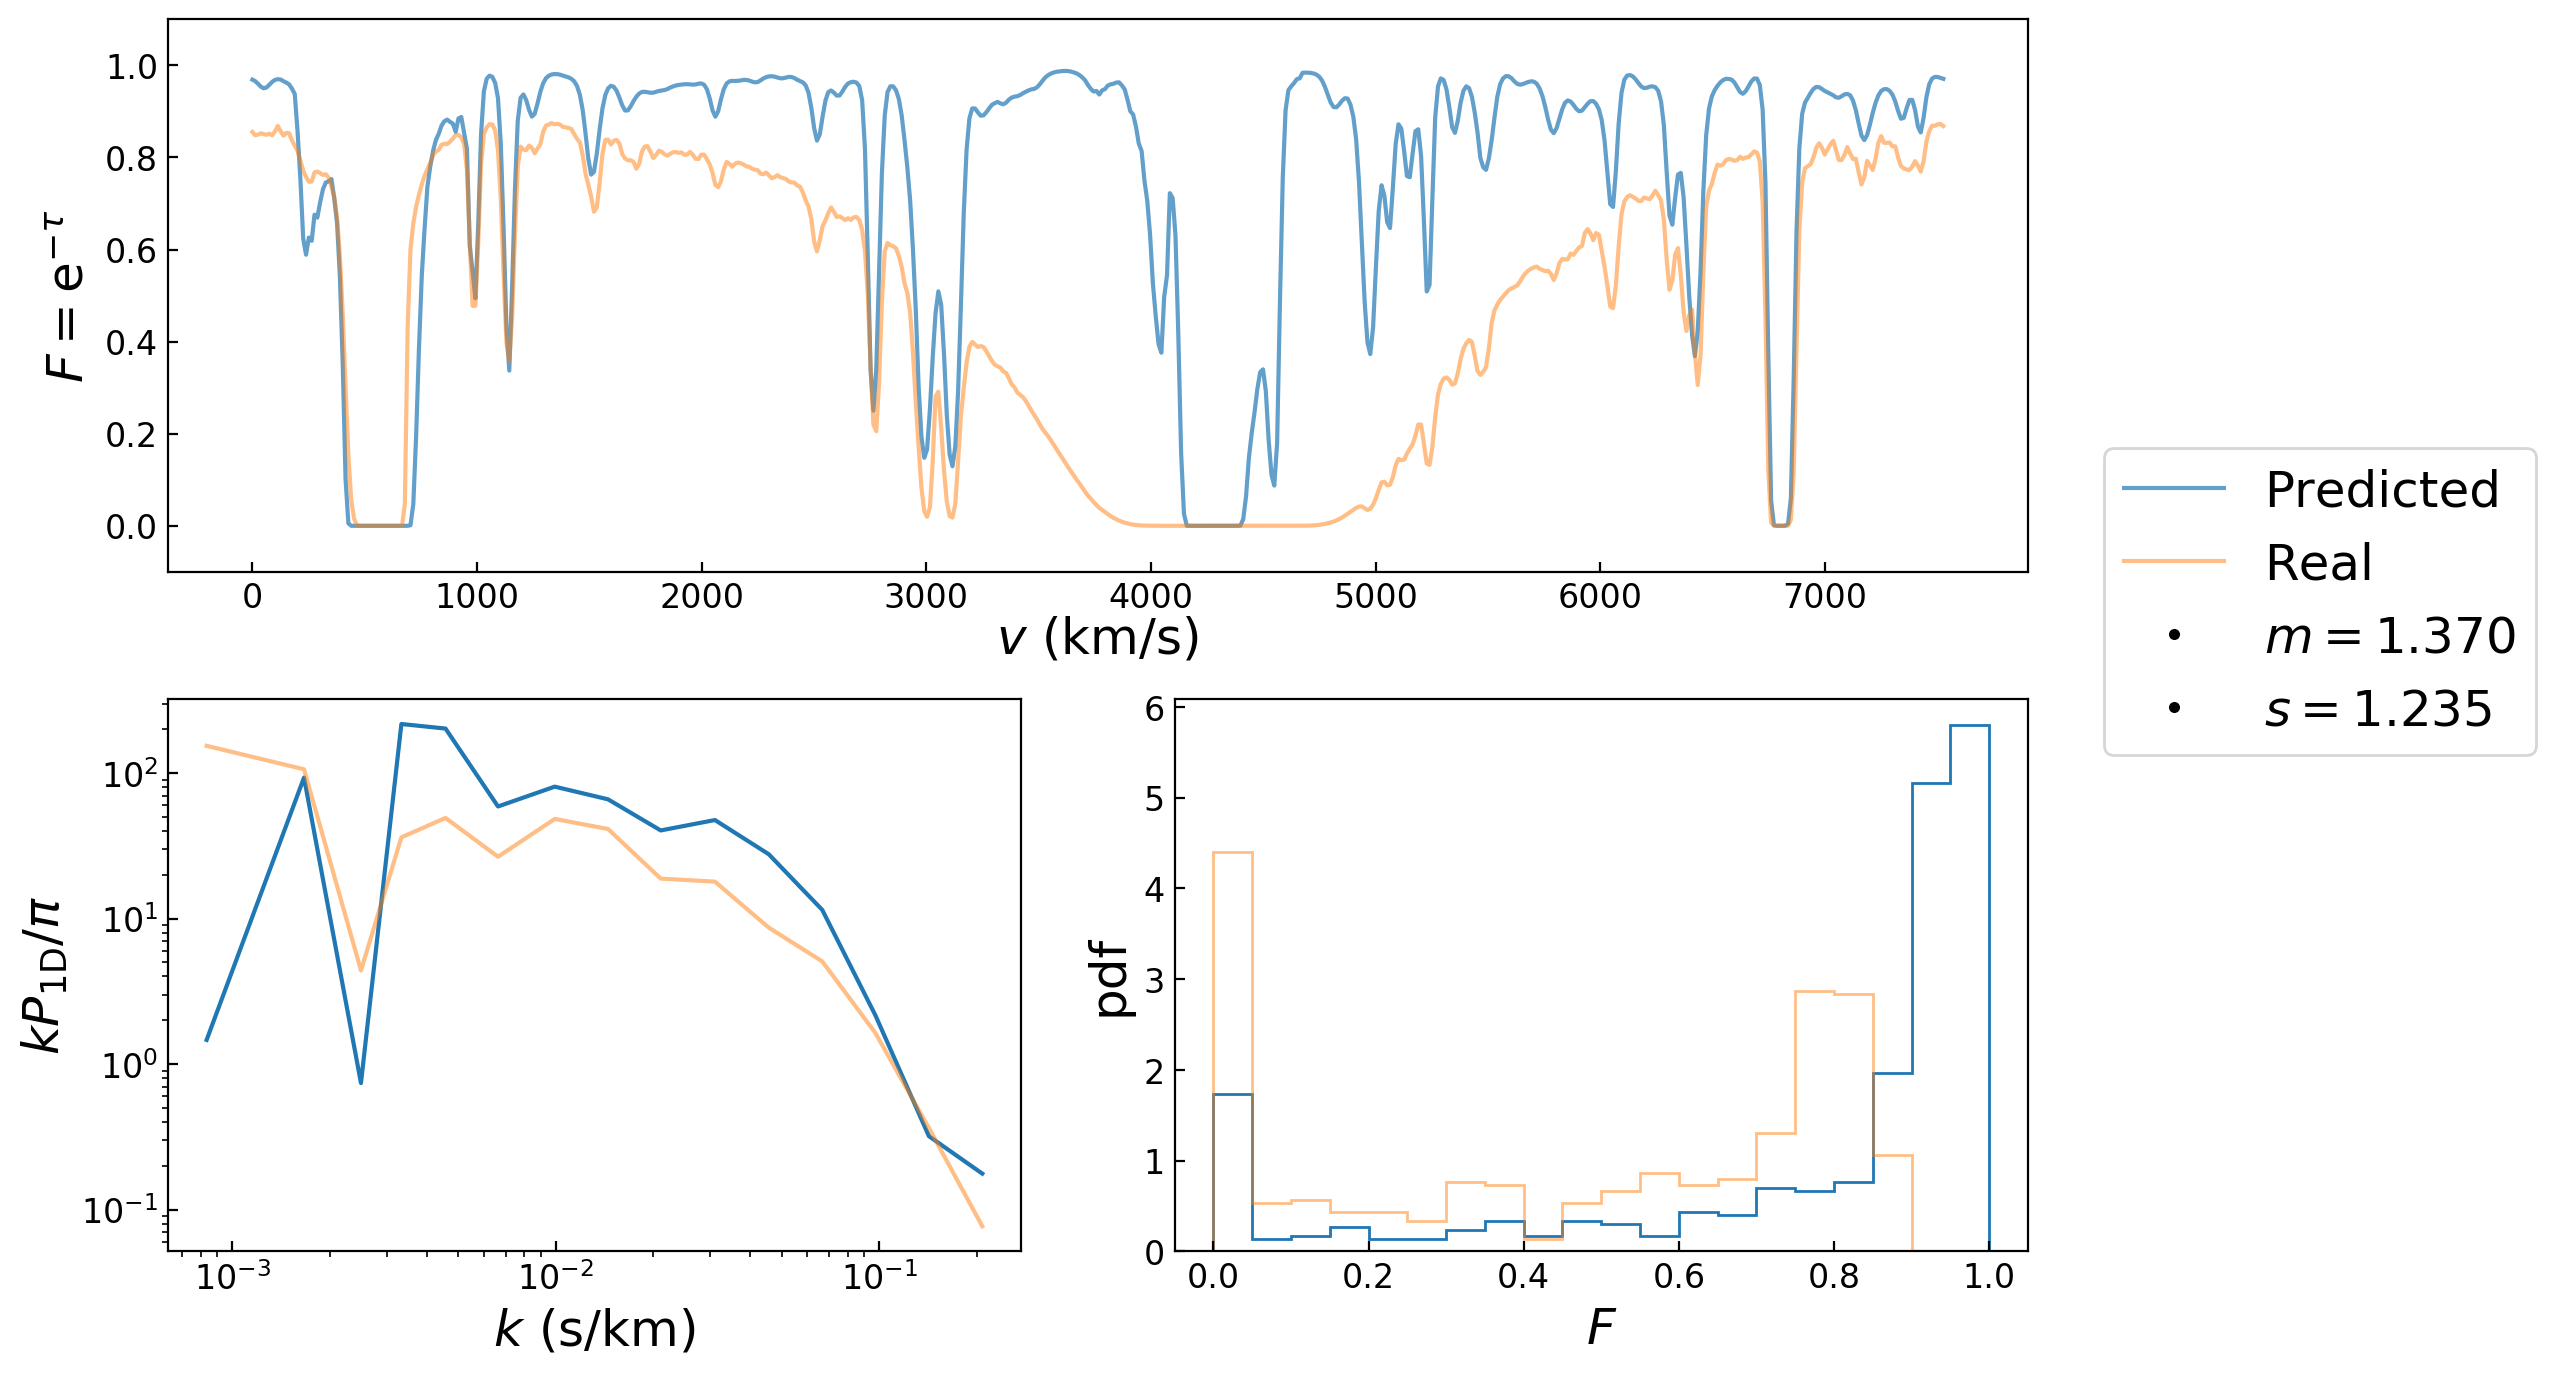 1.0
0.8
0.6
0.4
0.2
0.0
F = e^{−τ}
0 1000 2000 3000 4000 5000 6000 7000
v (km/s)
Predicted
Real
m = 1.370
s = 1.235
10^2
10^1
10^0
10^{−1}
kP_{1D}/π
10^{−3} 10^{−2} 10^{−1}
k (s/km)
6
5
4
3
2
1
0
pdf
0.0 0.2 0.4 0.6 0.8 1.0
F